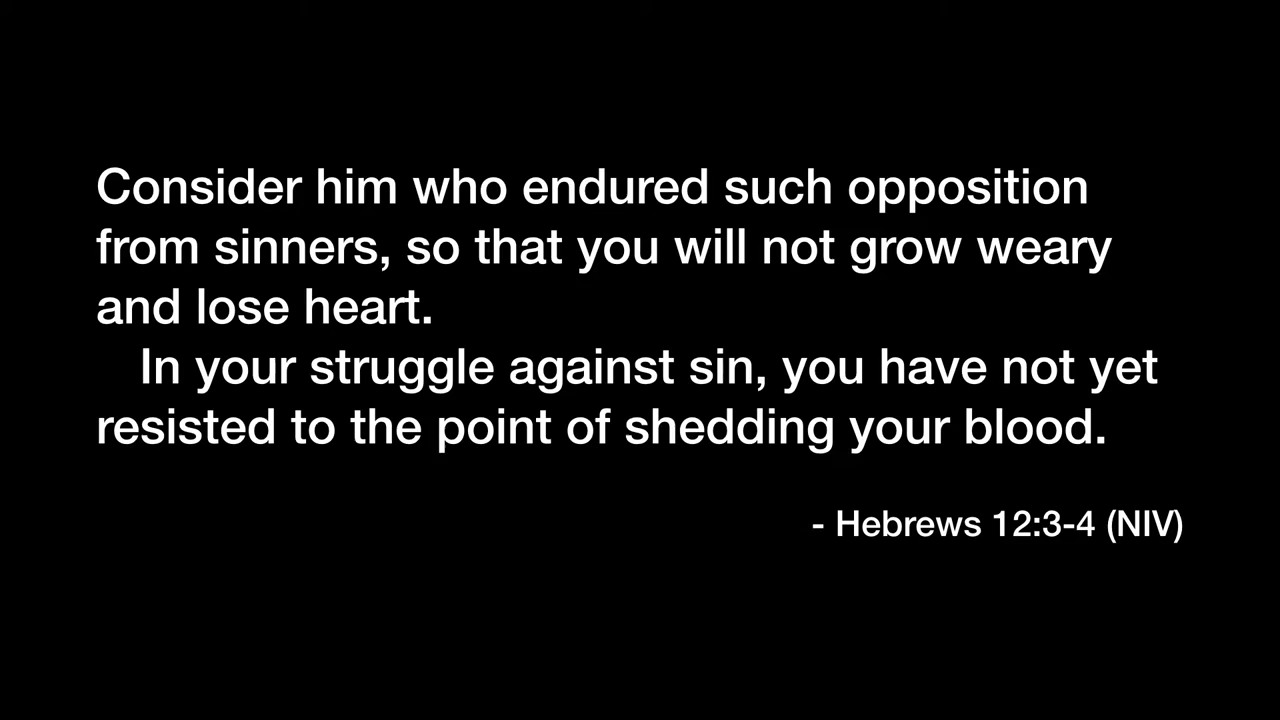 Consider him who endured such opposition
from sinners, so that you will not grow weary
and lose heart.
In your struggle against sin, you have not yet
resisted to the point of shedding your blood.
- Hebrews 12:3-4 (NIV)